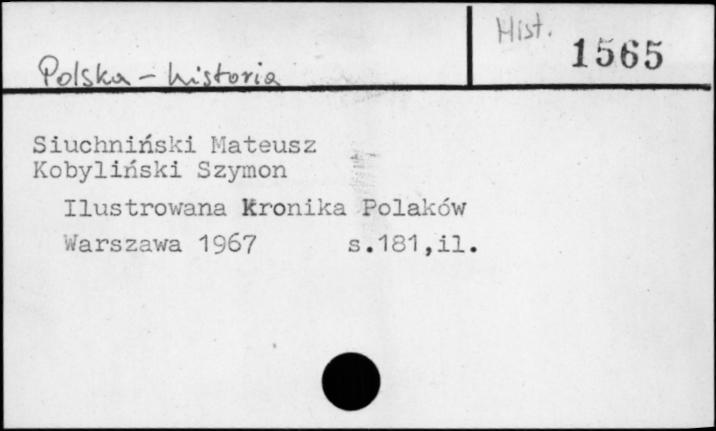 Hist. 1565
Polska - historia
Siuchniński Mateusz
Kobyliński Szymon
Ilustrowana Kronika Polaków
Warszawa 1967 s.181,il.